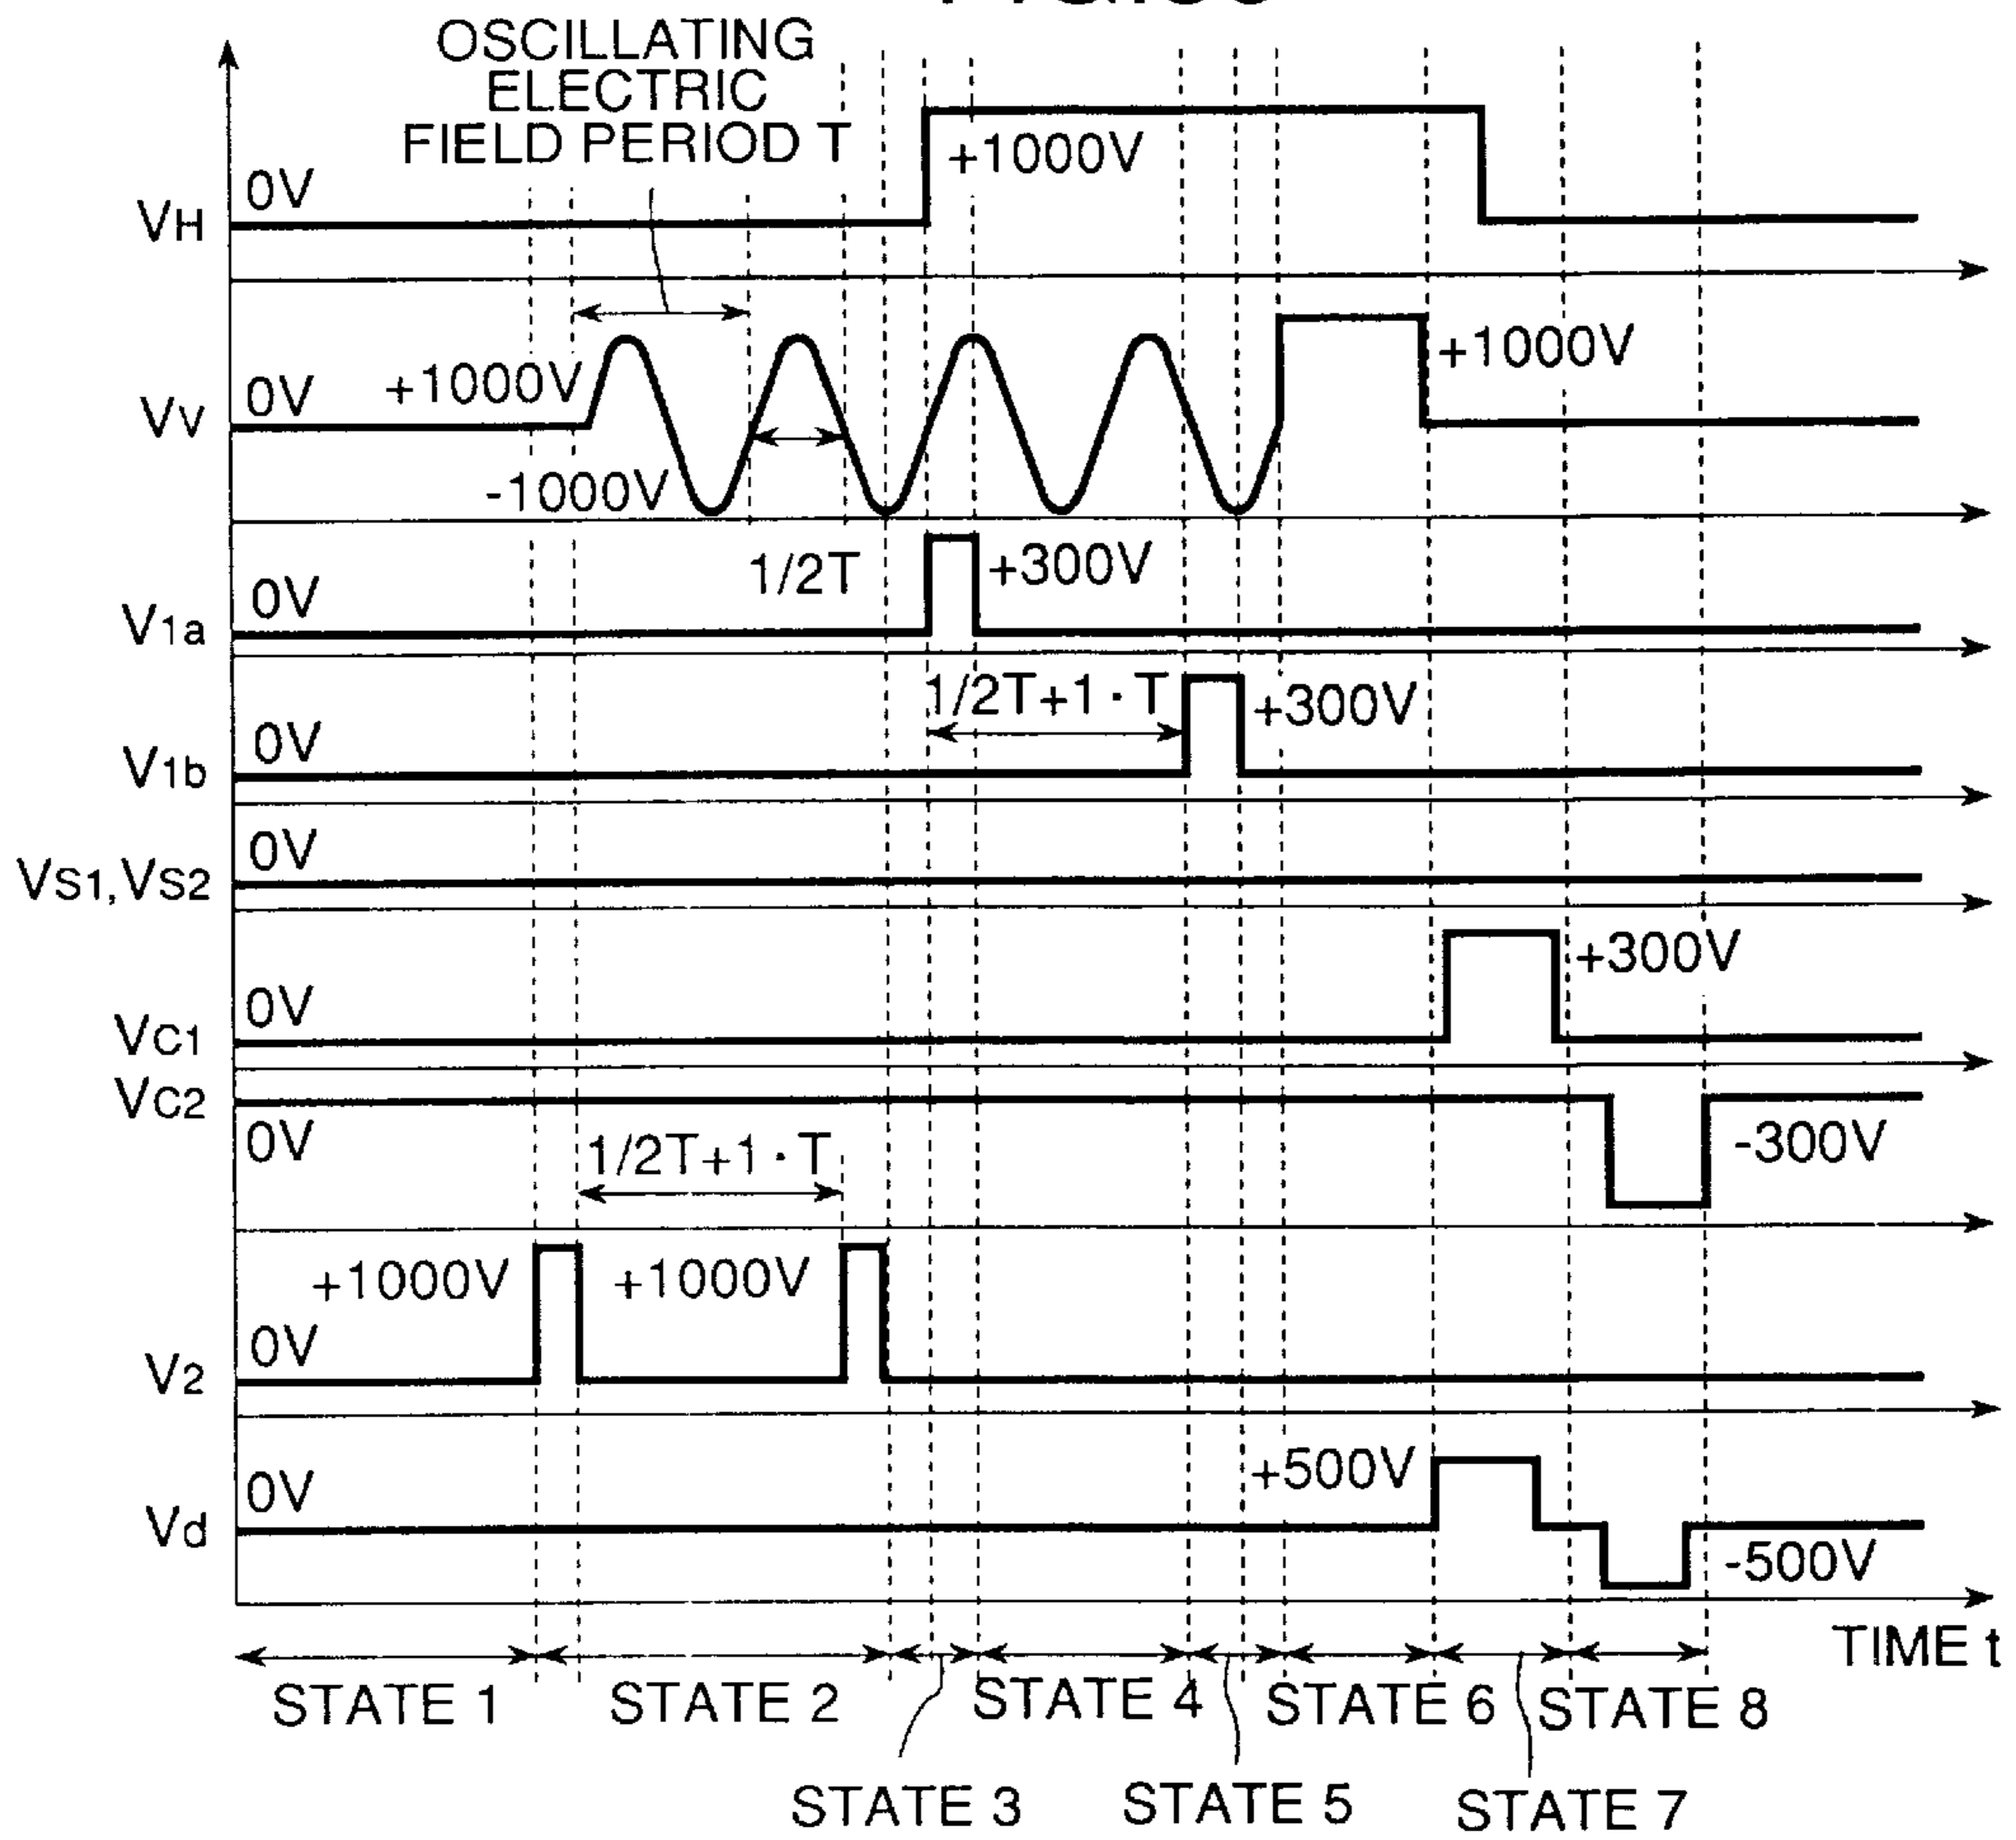 OSCILLATING
ELECTRIC
FIELD PERIOD T
0V
+1000V
VH
+1000V
0V
+1000V
VV
-1000V
1/2T
+300V
0V
V1a
1/2T+1·T
+300V
0V
V1b
0V
VS1,VS2
+300V
0V
VC1
VC2
0V
-300V
1/2T+1·T
+1000V
+1000V
0V
V2
+500V
0V
Vd
-500V
TIME t
STATE 1
STATE 2
STATE 4
STATE 6
STATE 8
STATE 3
STATE 5
STATE 7